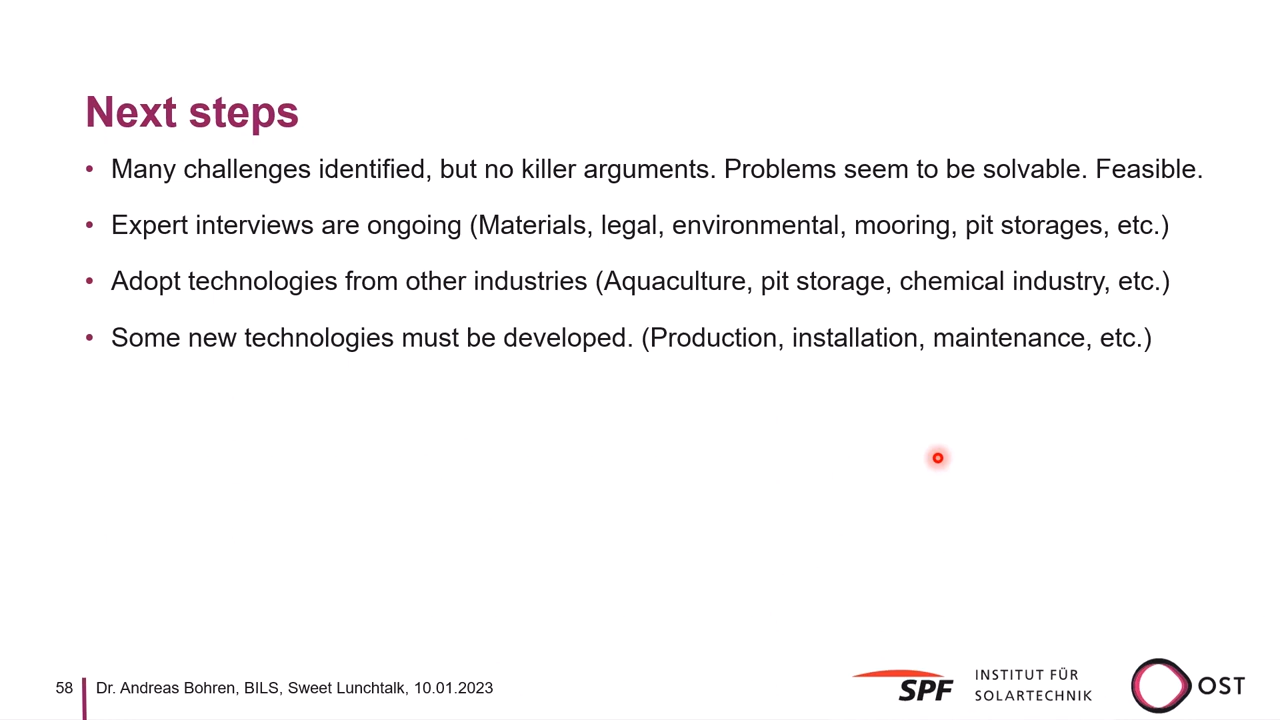 Next steps
• Many challenges identified, but no killer arguments. Problems seem to be solvable. Feasible.
• Expert interviews are ongoing (Materials, legal, environmental, mooring, pit storages, etc.)
• Adopt technologies from other industries (Aquaculture, pit storage, chemical industry, etc.)
• Some new technologies must be developed. (Production, installation, maintenance, etc.)
58 Dr. Andreas Bohren, BILS, Sweet Lunchtalk, 10.01.2023
SPF
INSTITUT FÜR
SOLARTECHNIK
OST